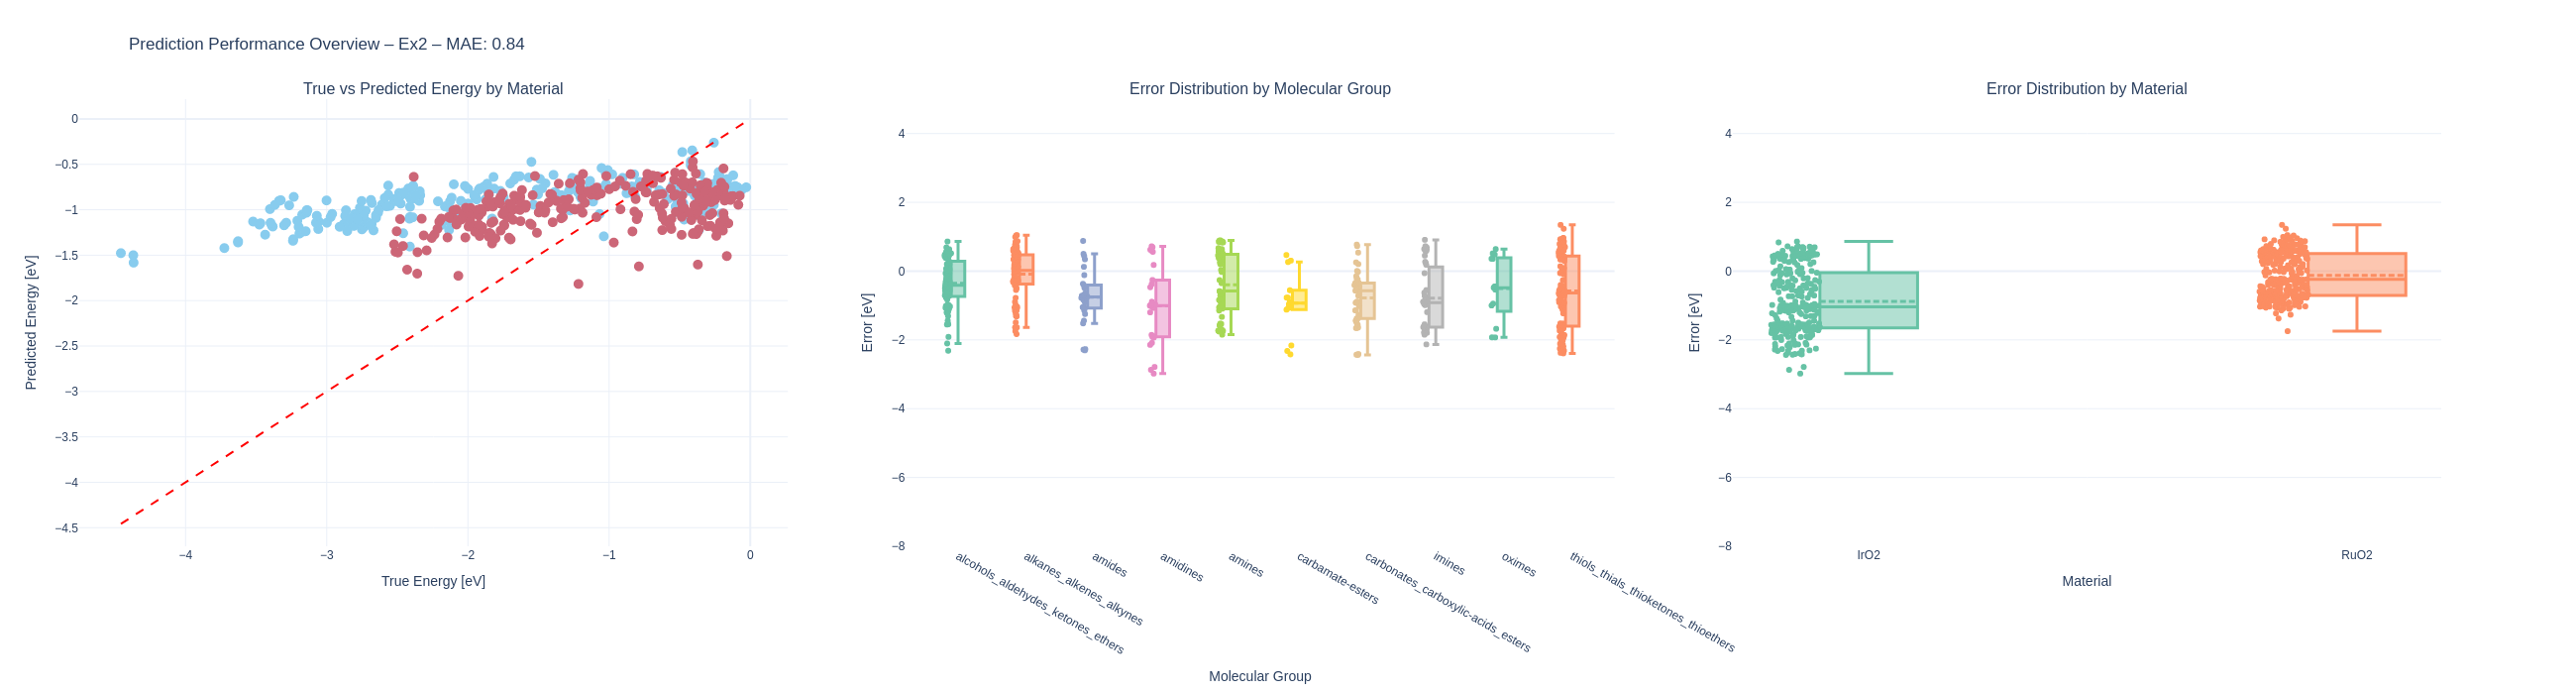 Prediction Performance Overview – Ex2 – MAE: 0.84
True vs Predicted Energy by Material
0
−0.5
−1
−1.5
−2
−2.5
−3
−3.5
−4
−4.5
Predicted Energy [eV]
−4
−3
−2
−1
0
True Energy [eV]
Error Distribution by Molecular Group
4
2
0
−2
−4
−6
−8
Error [eV]
alcohols_aldehydes_ketones_ethers
alkanes_alkenes_alkynes
amides
amidines
amines
carbamate-esters
carbonates_carboxylic-acids_esters
imines
oximes
thiols_thials_thioketones_thioethers
Molecular Group
Error Distribution by Material
4
2
0
−2
−4
−6
−8
Error [eV]
IrO2
RuO2
Material